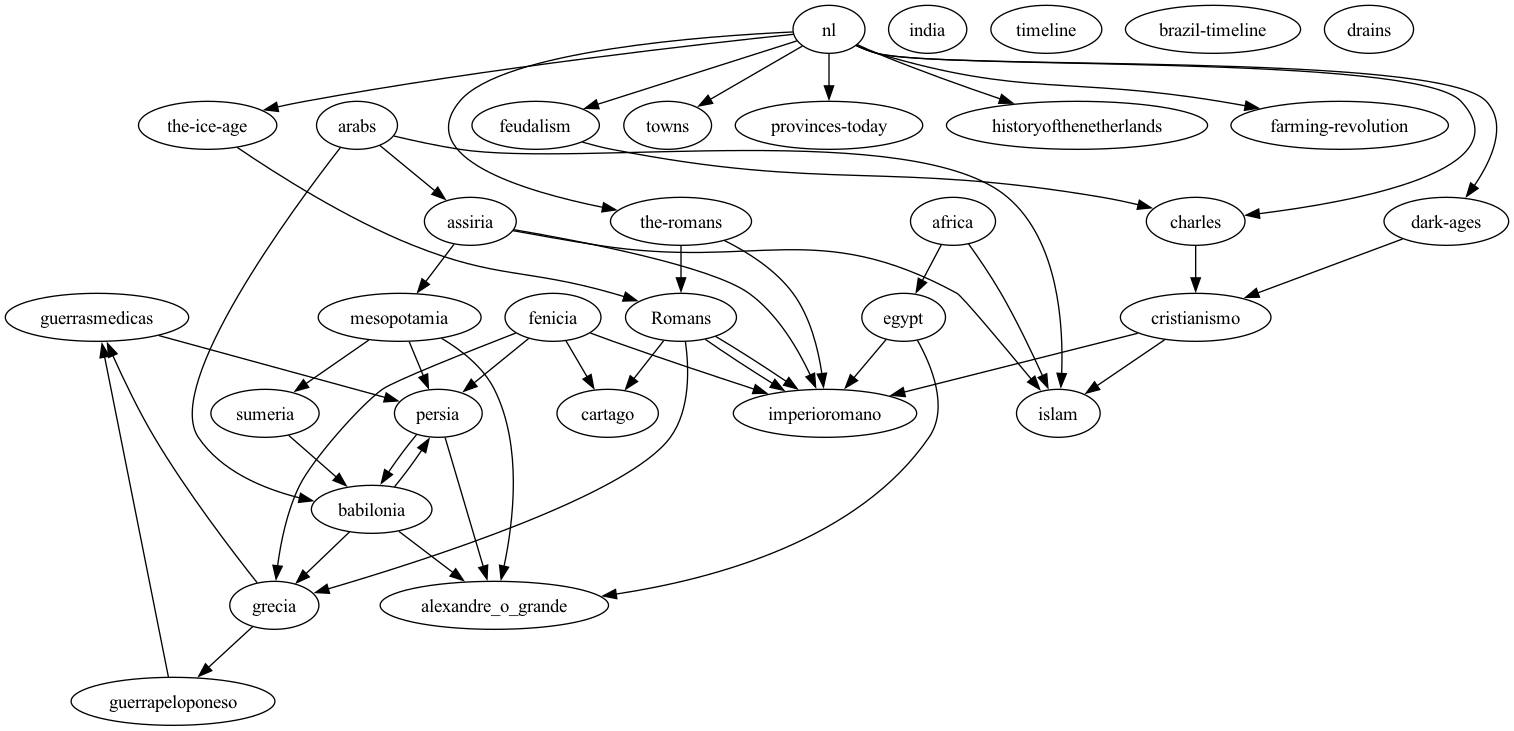 nl
india
timeline
brazil-timeline
drains
the-ice-age
arabs
feudalism
towns
provinces-today
historyofthenetherlands
farming-revolution
assiria
the-romans
africa
charles
dark-ages
guerrasmedicas
mesopotamia
fenicia
Romans
egypt
cristianismo
sumeria
persia
cartago
imperioromano
islam
babilonia
grecia
alexandre_o_grande
guerrapeloponeso